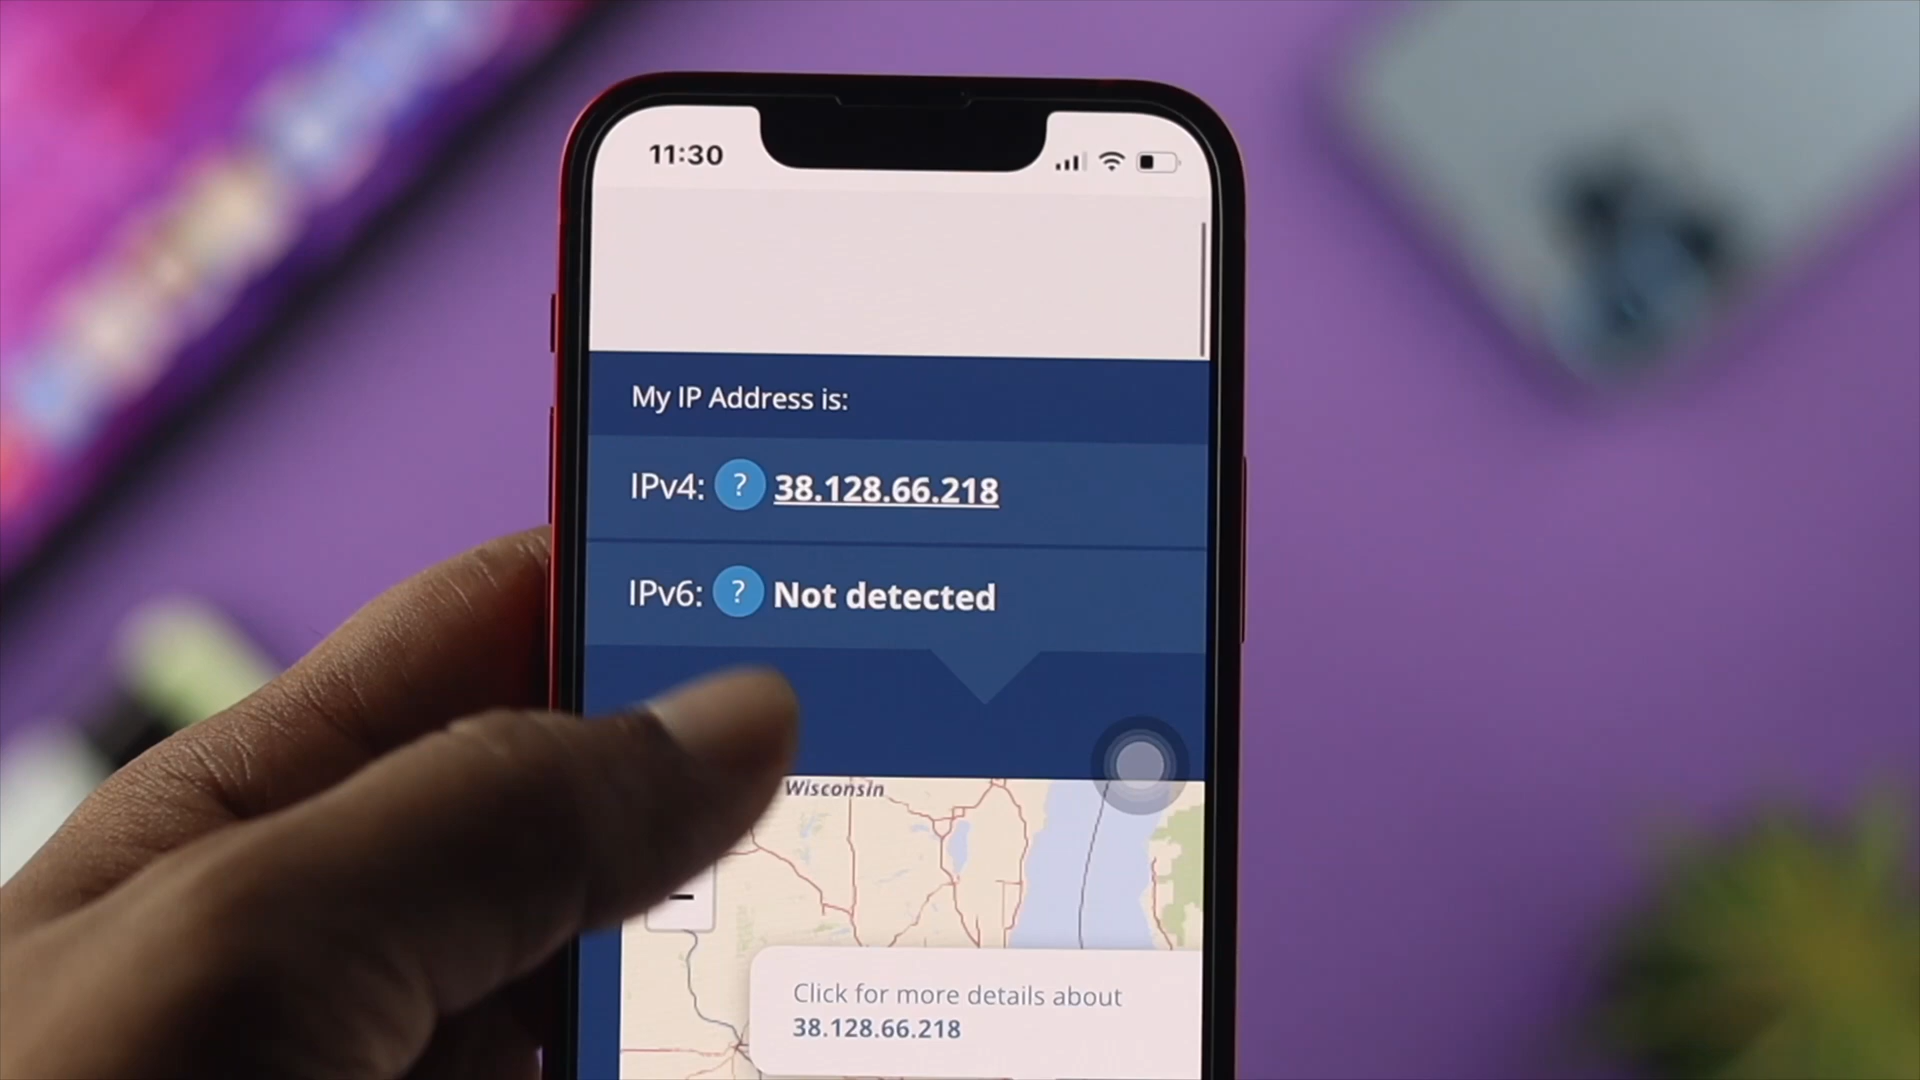 11:30
My IP Address is:
IPv4: ? 38.128.66.218
IPv6: ? Not detected
Wisconsin
Click for more details about
38.128.66.218